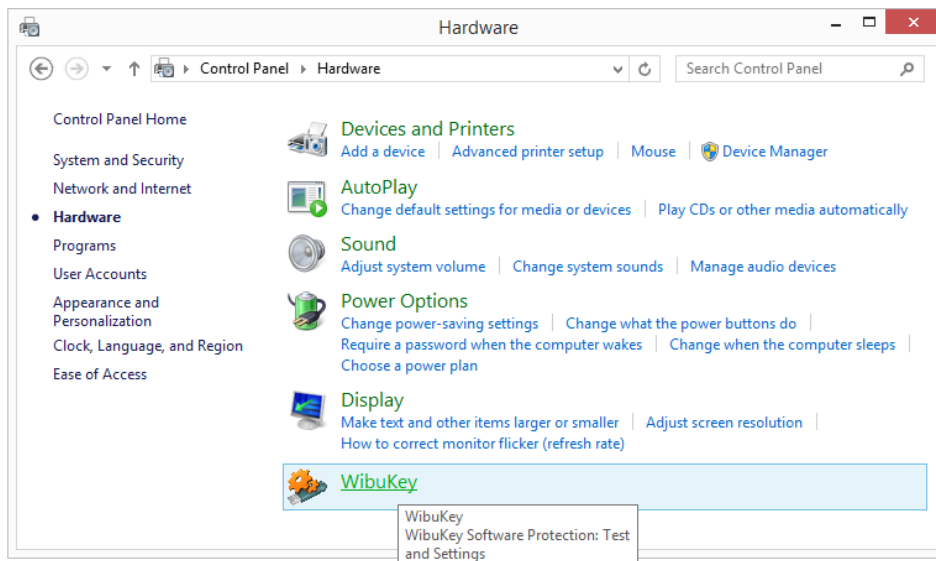 Hardware
Control Panel Hardware
Search Control Panel
Control Panel Home
System and Security
Network and Internet
Hardware
Programs
User Accounts
Appearance and
Personalization
Clock, Language, and Region
Ease of Access
Devices and Printers
Add a device Advanced printer setup Mouse Device Manager
AutoPlay
Change default settings for media or devices Play CDs or other media automatically
Sound
Adjust system volume Change system sounds Manage audio devices
Power Options
Change power-saving settings Change what the power buttons do
Require a password when the computer wakes Change when the computer sleeps
Choose a power plan
Display
Make text and other items larger or smaller Adjust screen resolution
How to correct monitor flicker (refresh rate)
WibuKey
WibuKey
WibuKey Software Protection: Test
and Settings